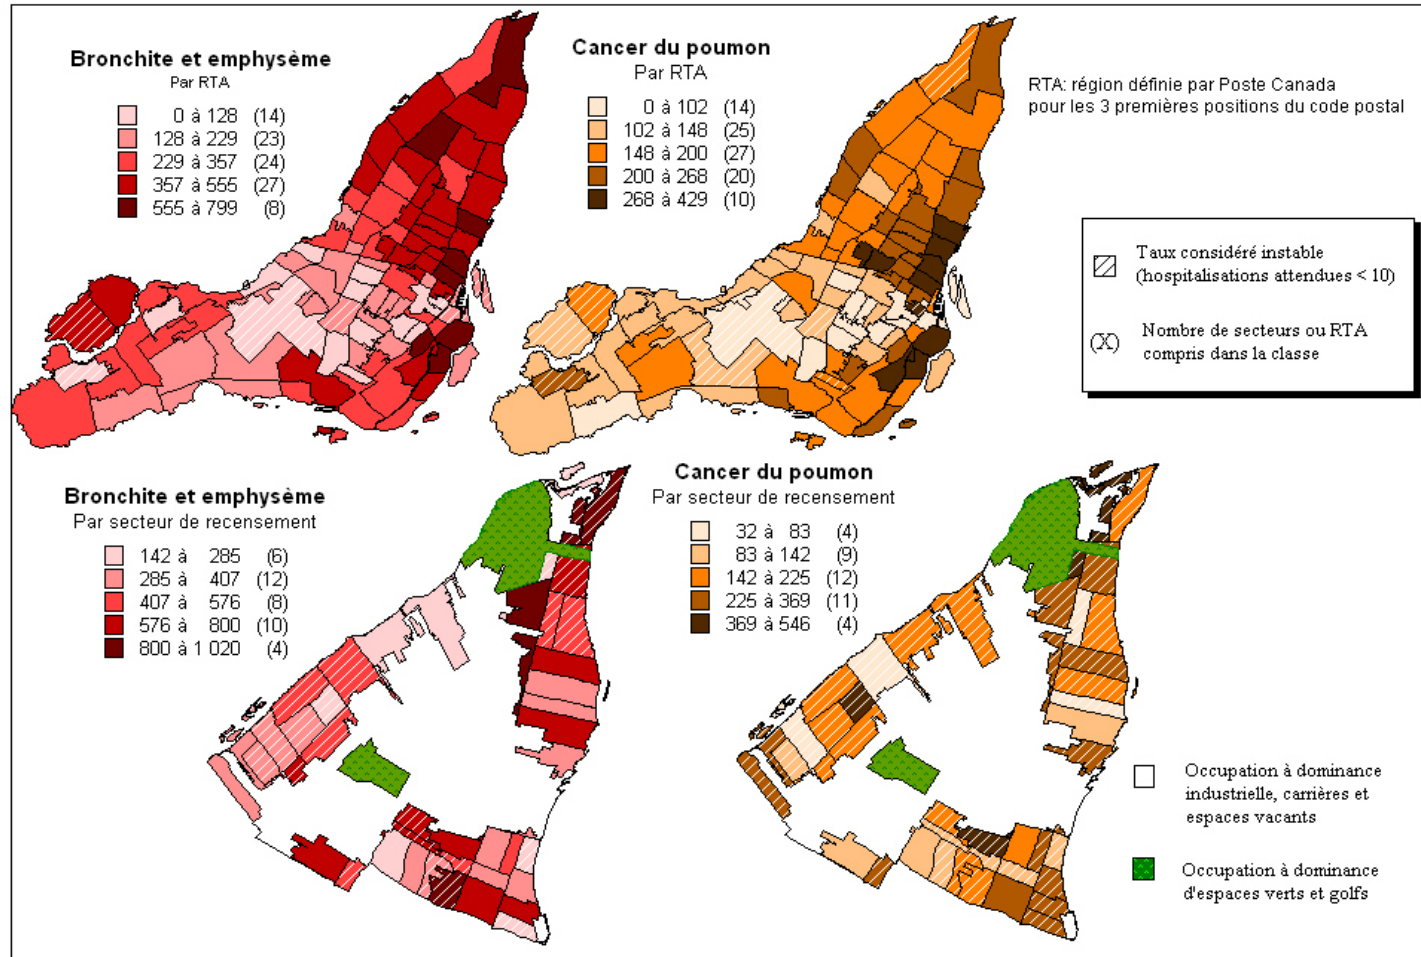 Bronchite et emphysème
Par RTA
0 à 128 (14)
128 à 229 (23)
229 à 357 (24)
357 à 555 (27)
555 à 799 (8)
Cancer du poumon
Par RTA
0 à 102 (14)
102 à 148 (25)
148 à 200 (27)
200 à 268 (20)
268 à 429 (10)
RTA: région définie par Poste Canada
pour les 3 premières positions du code postal
Taux considéré instable
(hospitalisations attendues < 10)
(X) Nombre de secteurs ou RTA
compris dans la classe
Bronchite et emphysème
Par secteur de recensement
142 à 285 (6)
285 à 407 (12)
407 à 576 (8)
576 à 800 (10)
800 à 1 020 (4)
Cancer du poumon
Par secteur de recensement
32 à 83 (4)
83 à 142 (9)
142 à 225 (12)
225 à 369 (11)
369 à 546 (4)
Occupation à dominance
industrielle, carrières et
espaces vacants
Occupation à dominance
d'espaces verts et golfs